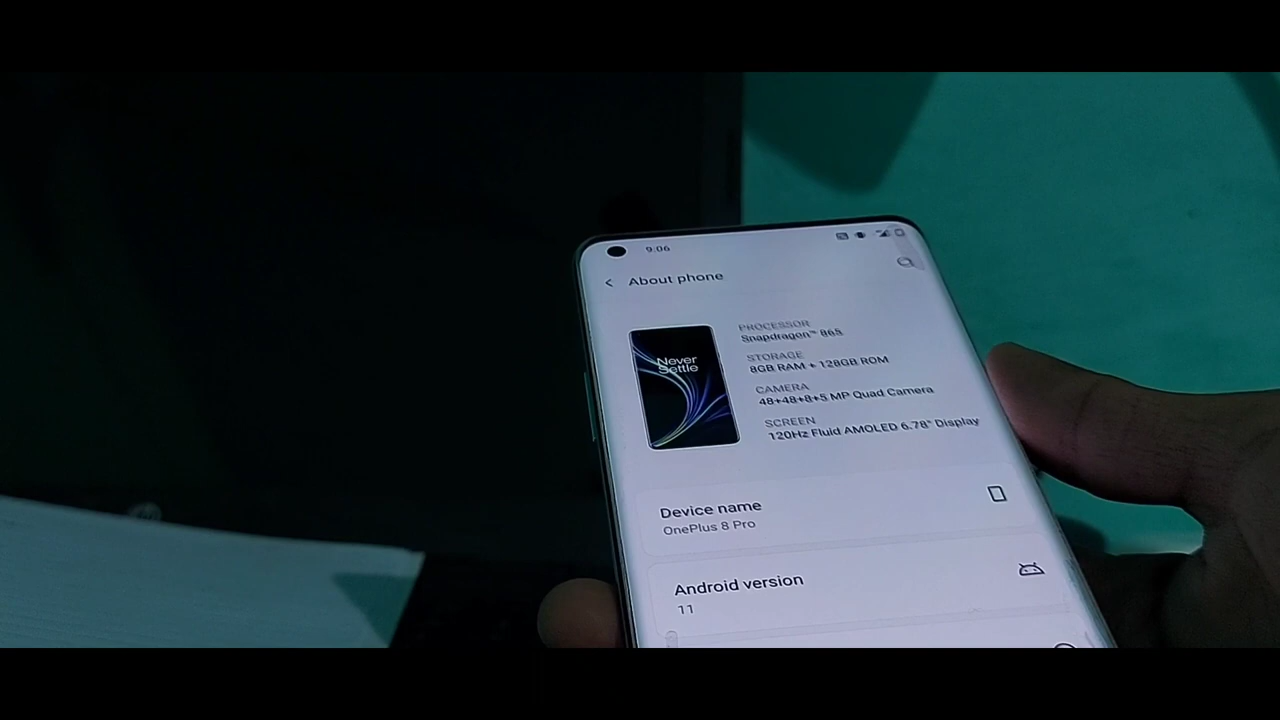 9:06
About phone
PROCESSOR
Snapdragon™ 865
STORAGE
8GB RAM + 128GB ROM
CAMERA
48+48+8+5 MP Quad Camera
SCREEN
120Hz Fluid AMOLED 6.78" Display
Never
Settle
Device name
OnePlus 8 Pro
Android version
11